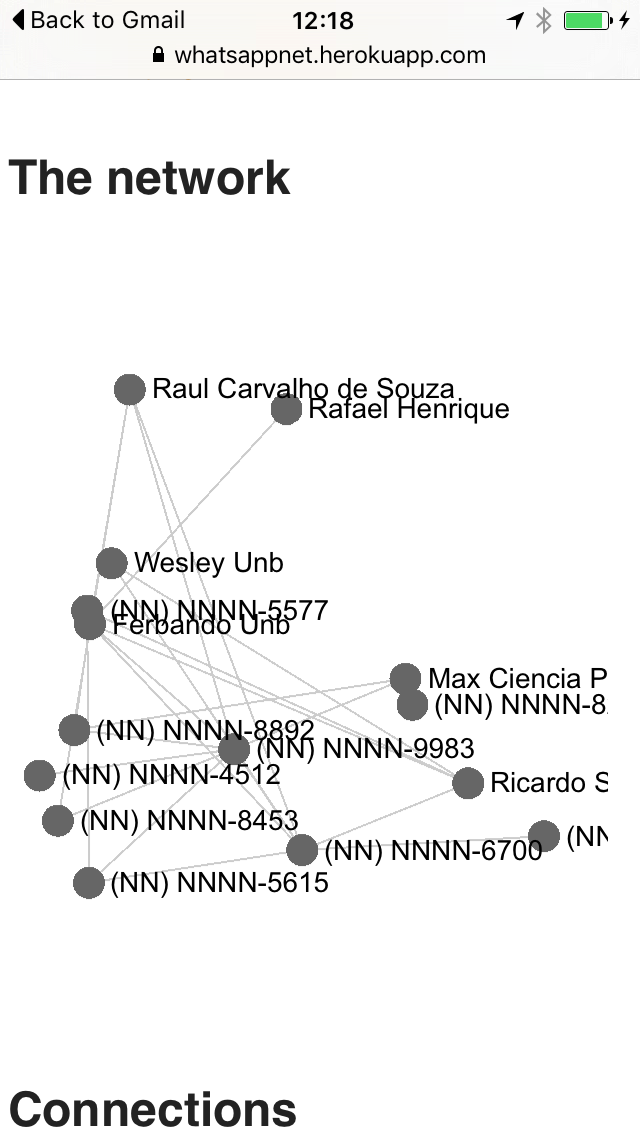 Back to Gmail 12:18
whatsappnet.herokuapp.com
The network
Raul Carvalho de Souza
Rafael Henrique
Wesley Unb
(NN) NNNN-5577
Ferbando Unb
Max Ciencia P
(NN) NNNN-8
(NN) NNNN-8892
(NN) NNNN-9983
(NN) NNNN-4512
Ricardo S
(NN) NNNN-8453
(NN
(NN) NNNN-6700
(NN) NNNN-5615
Connections